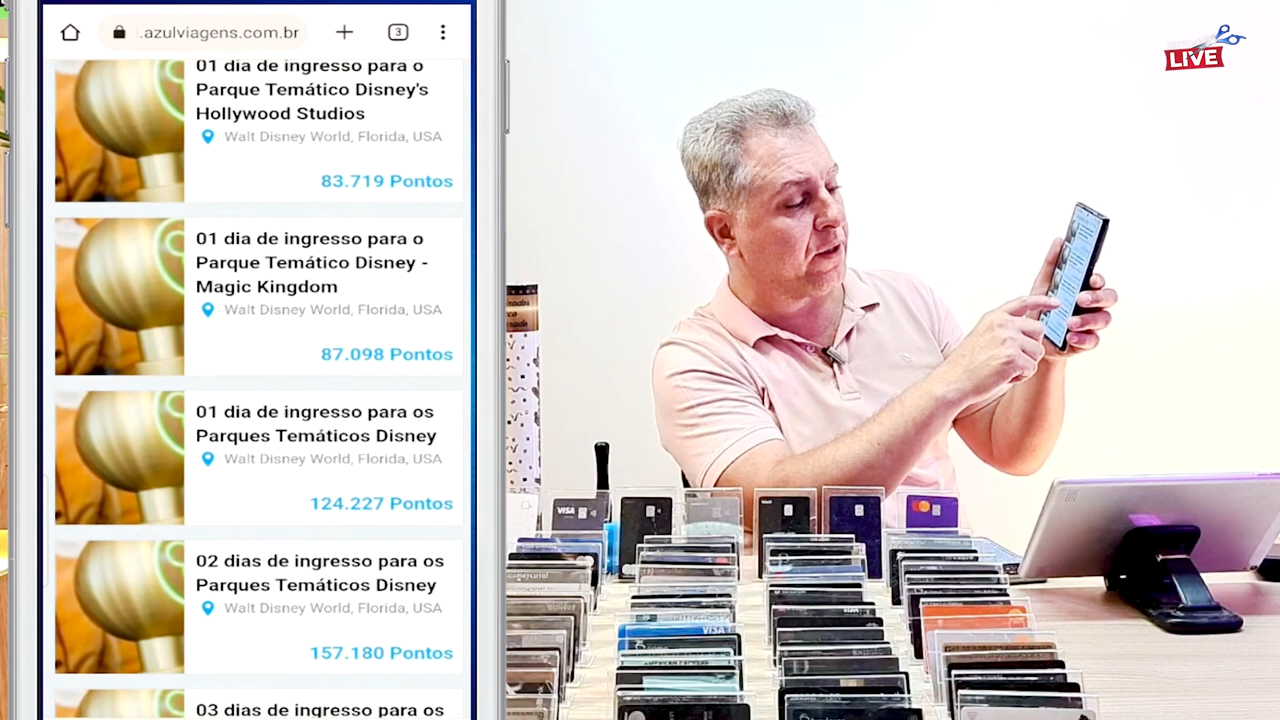 .azulviagens.com.br
3
01 dia de ingresso para o
Parque Temático Disney's
Hollywood Studios
Walt Disney World, Florida, USA
83.719 Pontos
01 dia de ingresso para o
Parque Temático Disney -
Magic Kingdom
Walt Disney World, Florida, USA
87.098 Pontos
01 dia de ingresso para os
Parques Temáticos Disney
Walt Disney World, Florida, USA
124.227 Pontos
02 dias de ingresso para os
Parques Temáticos Disney
Walt Disney World, Florida, USA
157.180 Pontos
03 dias de ingresso para os
LIVE
VISA
VISA
VISA
AMERICAN EXPRESS